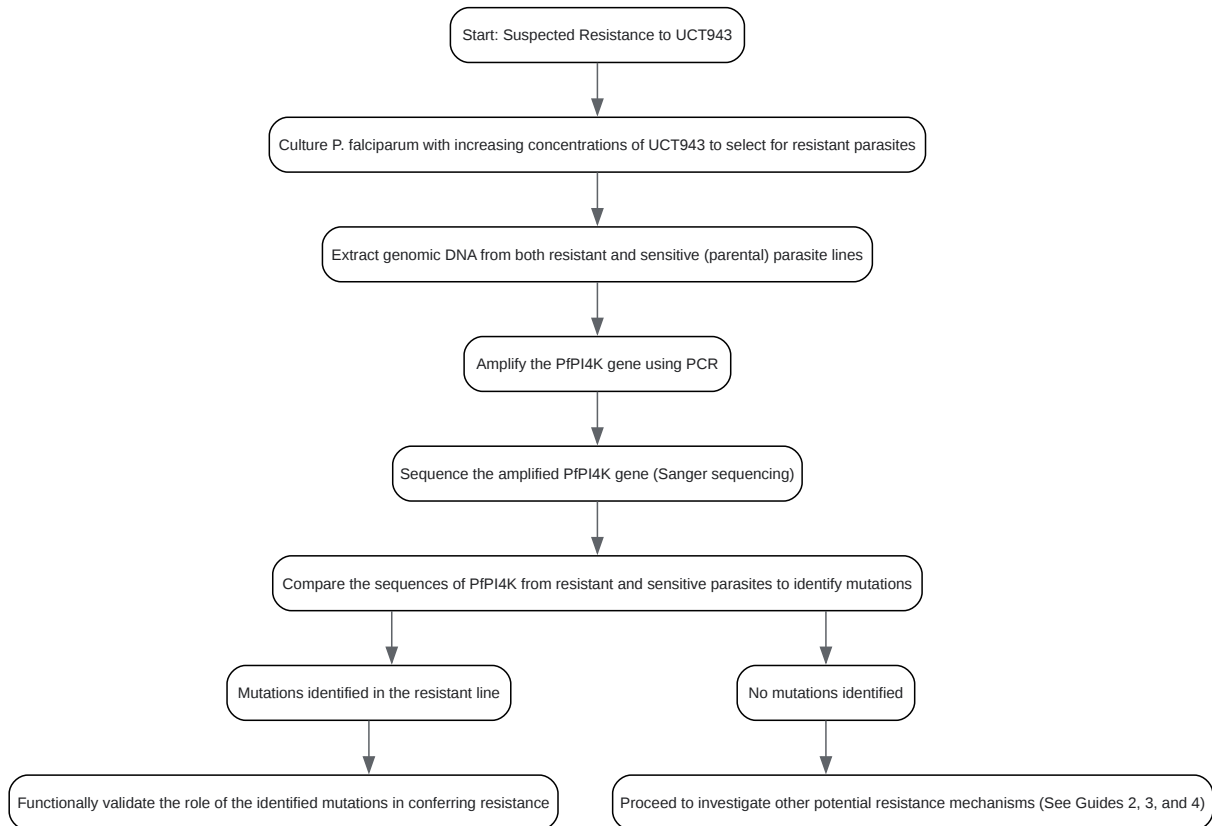 Start: Suspected Resistance to UCT943
Culture P. falciparum with increasing concentrations of UCT943 to select for resistant parasites
Extract genomic DNA from both resistant and sensitive (parental) parasite lines
Amplify the PfPI4K gene using PCR
Sequence the amplified PfPI4K gene (Sanger sequencing)
Compare the sequences of PfPI4K from resistant and sensitive parasites to identify mutations
Mutations identified in the resistant line
No mutations identified
Functionally validate the role of the identified mutations in conferring resistance
Proceed to investigate other potential resistance mechanisms (See Guides 2, 3, and 4)